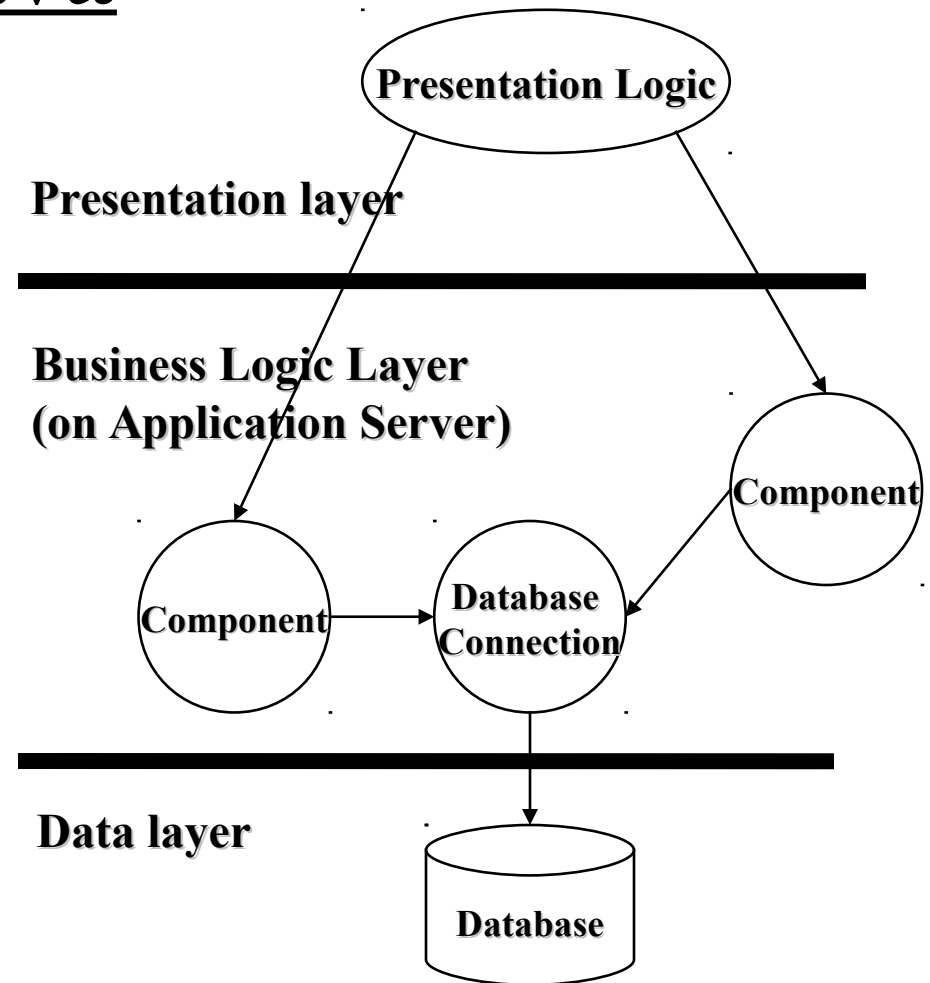 Presentation Logic
Presentation layer
Business Logic Layer
(on Application Server)
Component
Component
Database
Connection
Data layer
Database